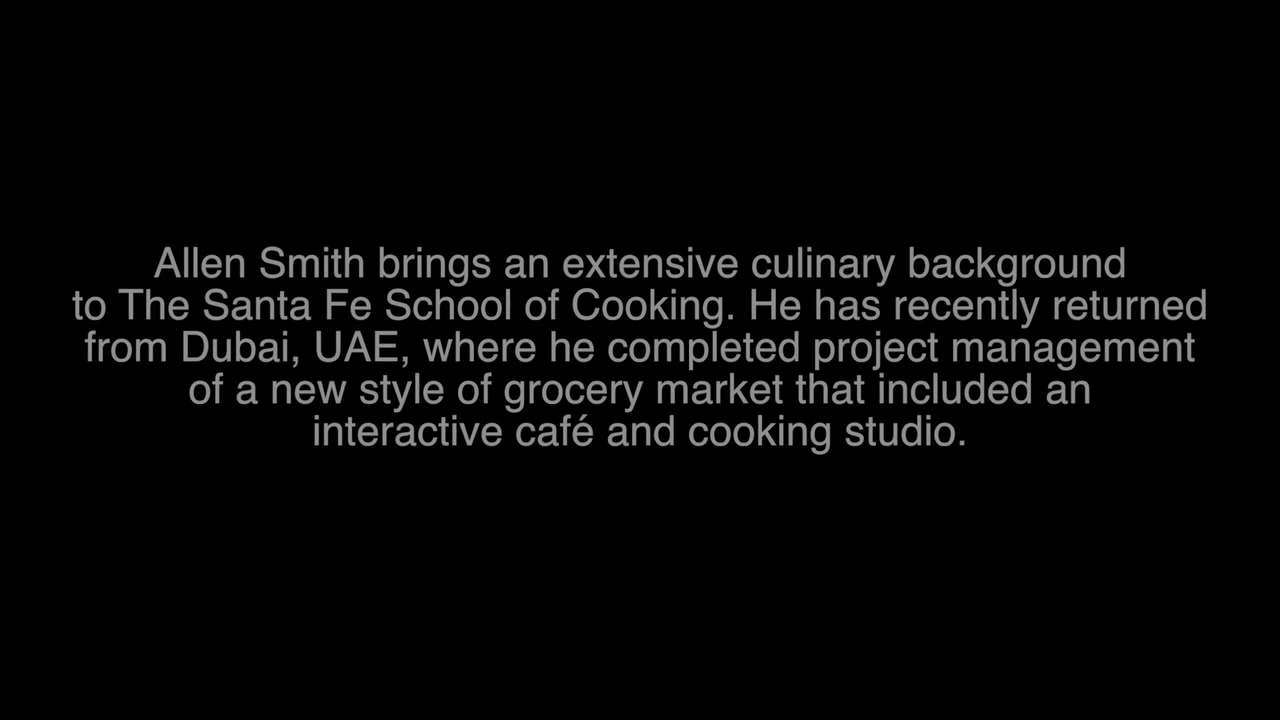 Allen Smith brings an extensive culinary background
to The Santa Fe School of Cooking. He has recently returned
from Dubai, UAE, where he completed project management
of a new style of grocery market that included an
interactive café and cooking studio.